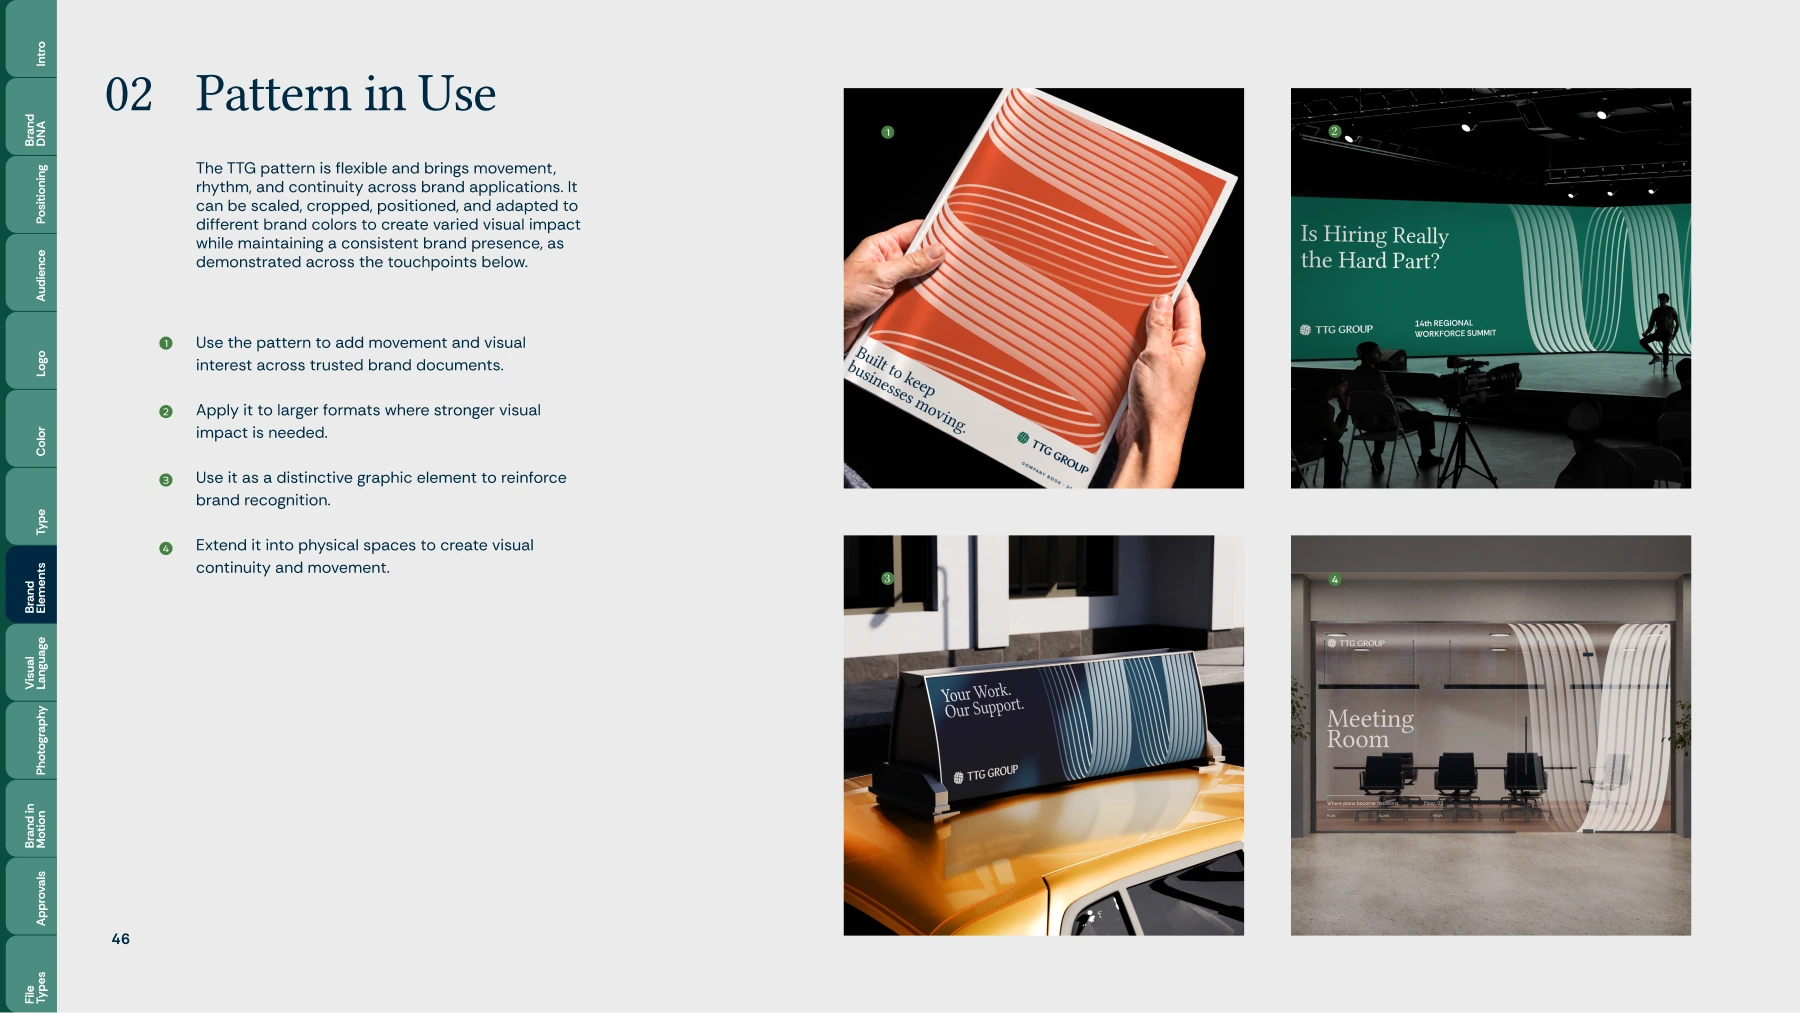 Intro
Brand
DNA
Positioning
Audience
Logo
Color
Type
Brand
Elements
Visual
Language
Photography
Brand in
Motion
Approvals
File
Types
02 Pattern in Use
The TTG pattern is flexible and brings movement,
rhythm, and continuity across brand applications. It
can be scaled, cropped, positioned, and adapted to
different brand colors to create varied visual impact
while maintaining a consistent brand presence, as
demonstrated across the touchpoints below.
1 Use the pattern to add movement and visual
interest across trusted brand documents.
2 Apply it to larger formats where stronger visual
impact is needed.
3 Use it as a distinctive graphic element to reinforce
brand recognition.
4 Extend it into physical spaces to create visual
continuity and movement.
46
1
Built to keep
businesses moving.
TTG GROUP
COMPANY BOOK
2
Is Hiring Really
the Hard Part?
TTG GROUP
14th REGIONAL
WORKFORCE SUMMIT
3
Your Work.
Our Support.
TTG GROUP
4
TTG GROUP
Meeting
Room
Where plans become decisions